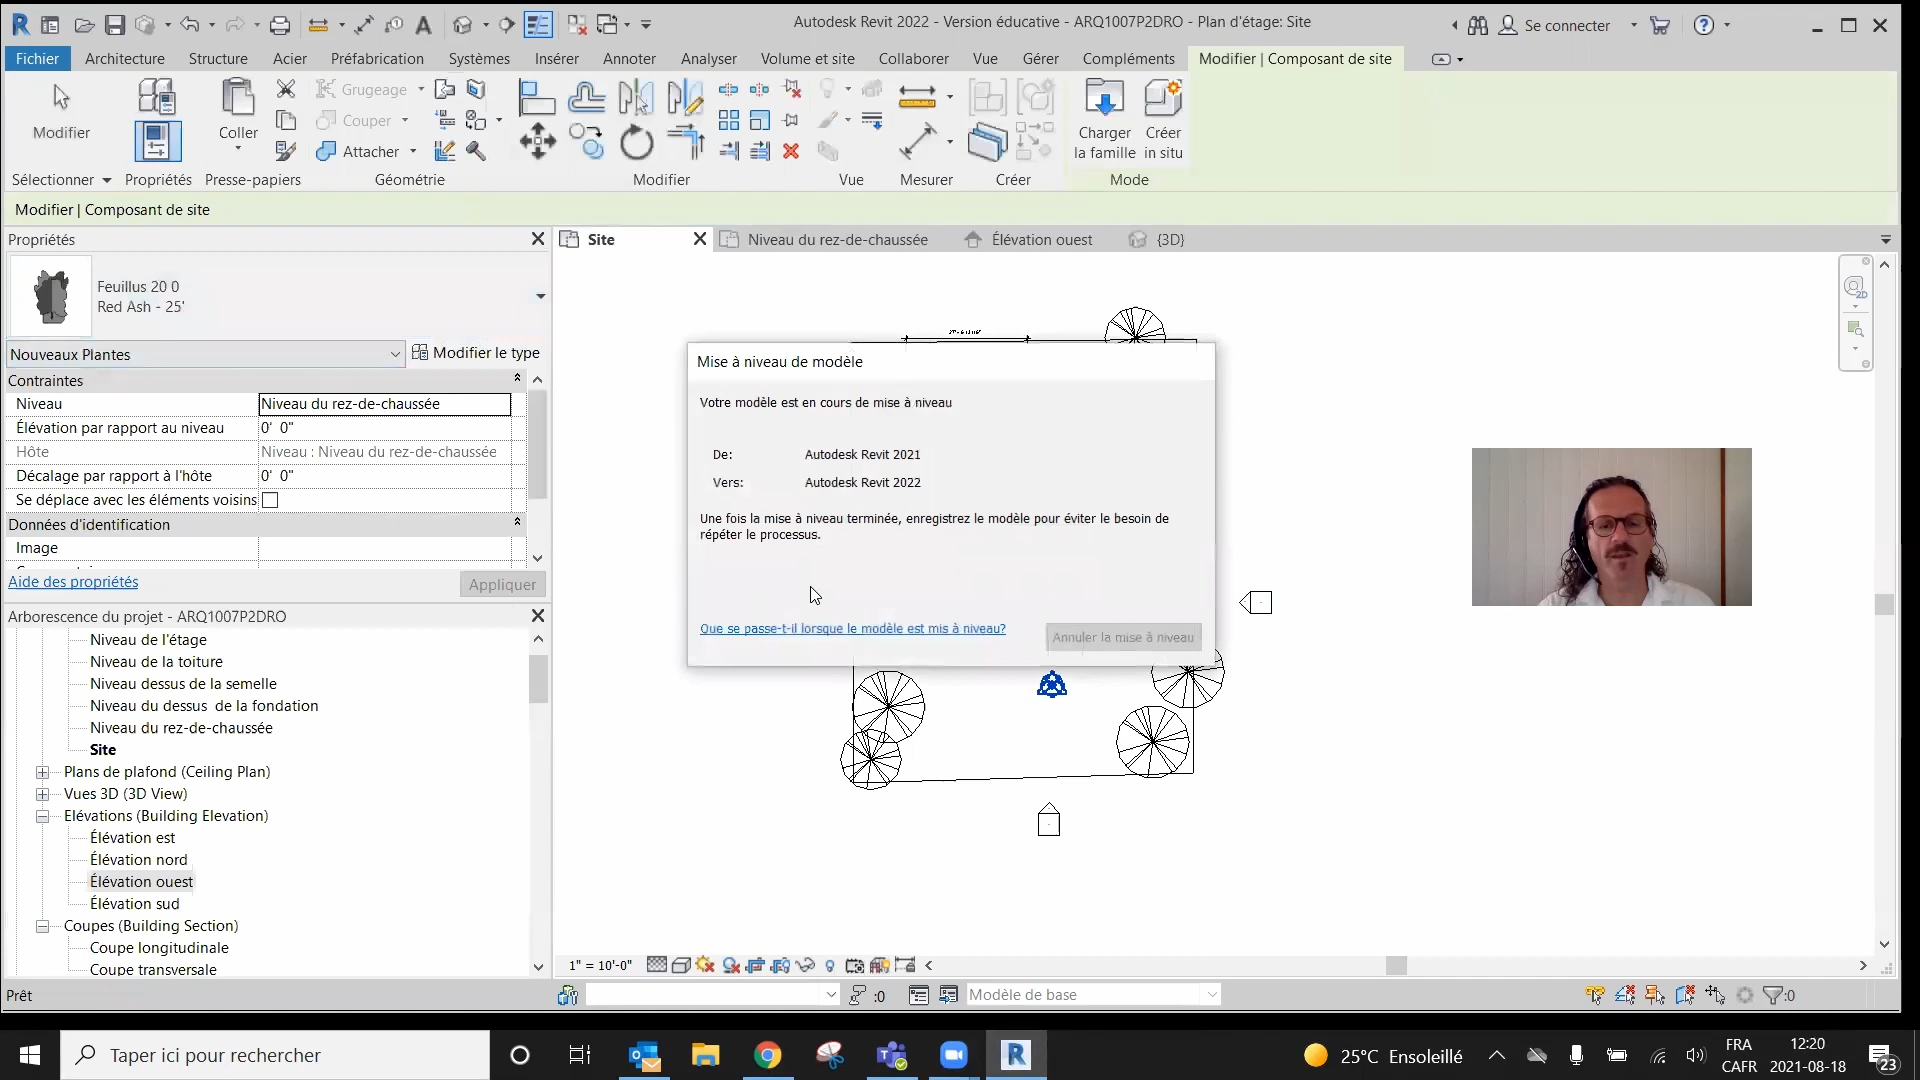 Autodesk Revit 2022 - Version éducative - ARQ1007P2DRO - Plan d'étage: Site
Se connecter
Fichier
Architecture
Structure
Acier
Préfabrication
Systèmes
Insérer
Annoter
Analyser
Volume et site
Collaborer
Vue
Gérer
Compléments
Modifier | Composant de site
Modifier
Coller
Grugeage
Couper
Attacher
Charger
la famille
Créer
in situ
Sélectionner
Propriétés
Presse-papiers
Géométrie
Modifier
Vue
Mesurer
Créer
Mode
Modifier | Composant de site
Propriétés
Site
Niveau du rez-de-chaussée
Élévation ouest
{3D}
Feuillus 20 0
Red Ash - 25'
Nouveaux Plantes
Modifier le type
Contraintes
Niveau
Niveau du rez-de-chaussée
Élévation par rapport au niveau
0' 0"
Hôte
Niveau : Niveau du rez-de-chaussée
Décalage par rapport à l'hôte
0' 0"
Se déplace avec les éléments voisins
Données d'identification
Image
Aide des propriétés
Appliquer
Mise à niveau de modèle
Votre modèle est en cours de mise à niveau
De:
Autodesk Revit 2021
Vers:
Autodesk Revit 2022
Une fois la mise à niveau terminée, enregistrez le modèle pour éviter le besoin de
répéter le processus.
Que se passe-t-il lorsque le modèle est mis à niveau?
Annuler la mise à niveau
Arborescence du projet - ARQ1007P2DRO
Niveau de l'étage
Niveau de la toiture
Niveau dessus de la semelle
Niveau du dessus de la fondation
Niveau du rez-de-chaussée
Site
Plans de plafond (Ceiling Plan)
Vues 3D (3D View)
Elévations (Building Elevation)
Élévation est
Élévation nord
Élévation ouest
Élévation sud
Coupes (Building Section)
Coupe longitudinale
Coupe transversale
1" = 10'-0"
Prêt
:0
Modèle de base
:0
Taper ici pour rechercher
25°C Ensoleillé
FRA
CAFR
12:20
2021-08-18
23